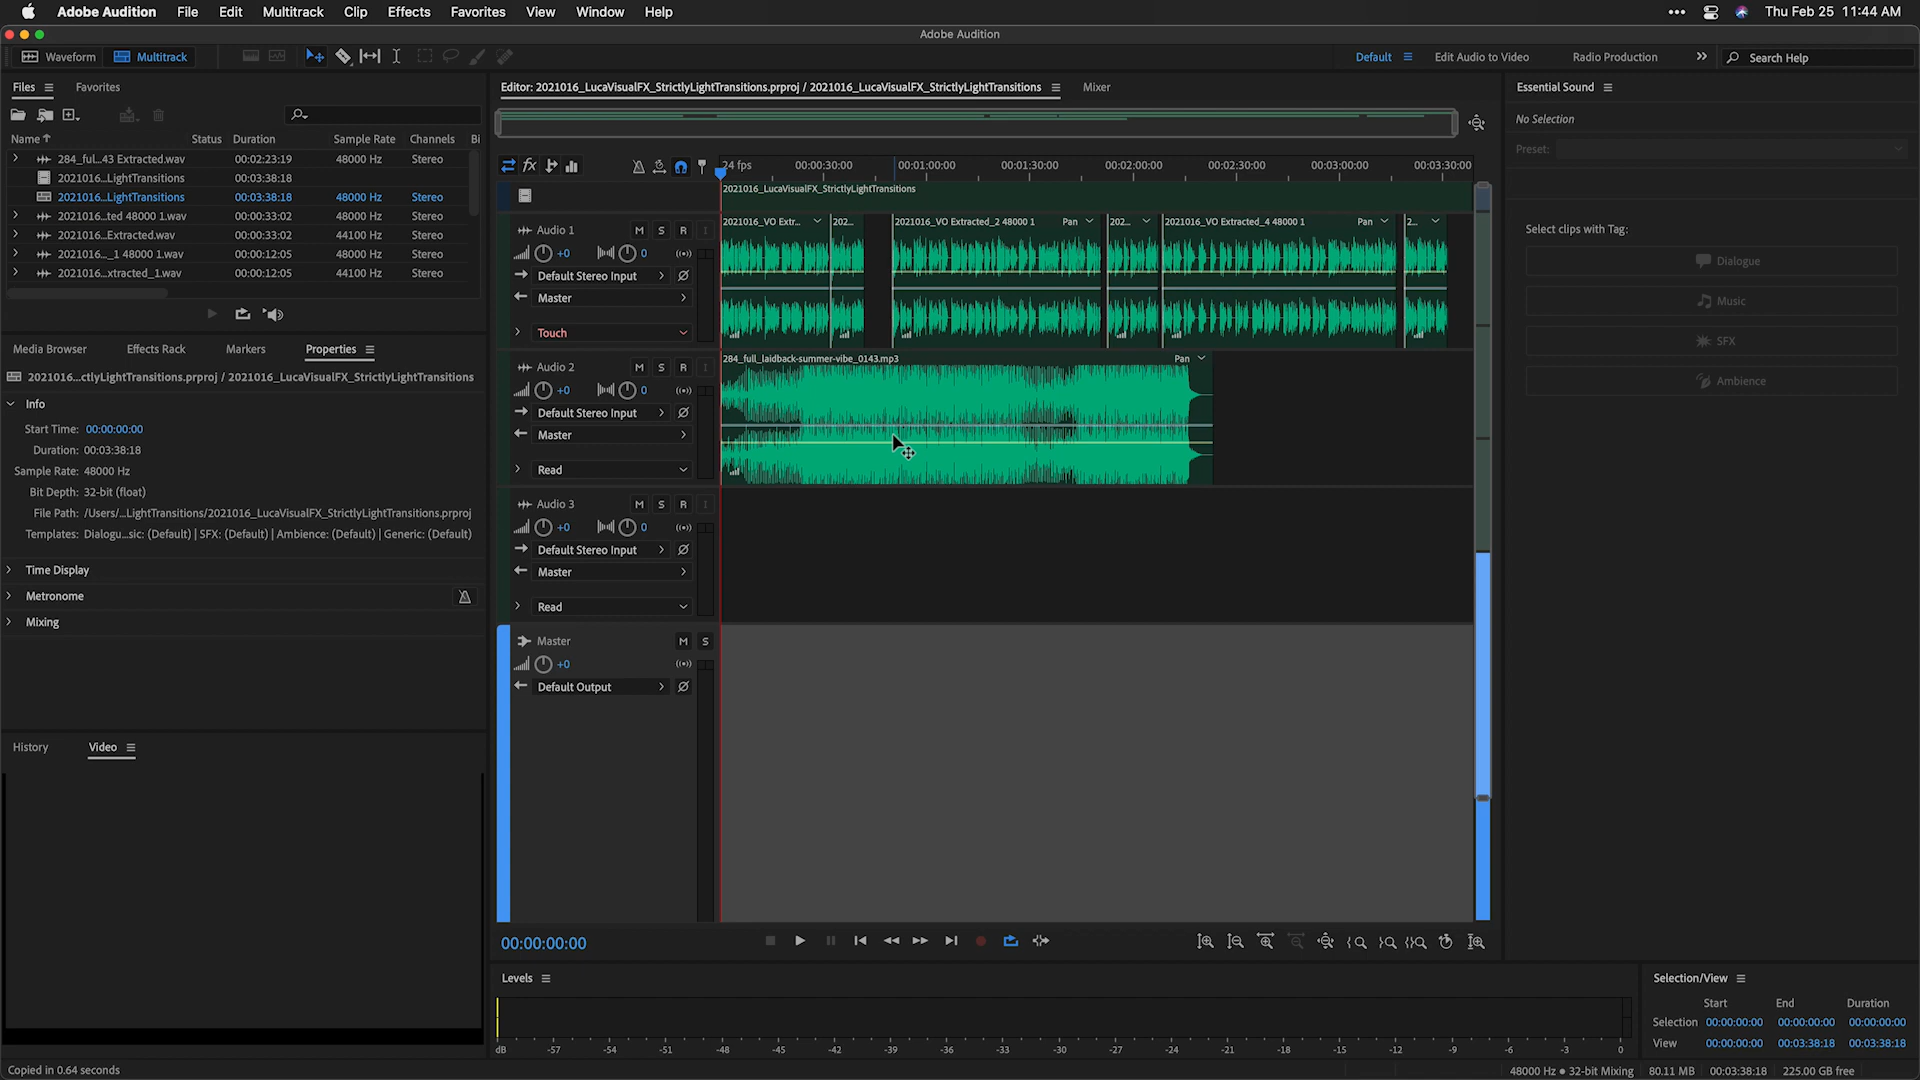 Adobe Audition File Edit Multitrack Clip Effects Favorites View Window Help
Thu Feb 25 11:44 AM
Adobe Audition
Waveform Multitrack
Default Edit Audio to Video Radio Production Search Help
Files Favorites
Name Status Duration Sample Rate Channels Bi
284_ful...43 Extracted.wav 00:02:23:19 48000 Hz Stereo
2021016...LightTransitions 00:03:38:18
2021016...LightTransitions 00:03:38:18 48000 Hz Stereo
2021016...ted 48000 1.wav 00:00:33:02 48000 Hz Stereo
2021016...Extracted.wav 00:00:33:02 44100 Hz Stereo
2021016..._1 48000 1.wav 00:00:12:05 48000 Hz Stereo
2021016...xtracted_1.wav 00:00:12:05 44100 Hz Stereo
Media Browser Effects Rack Markers Properties
2021016...ctlyLightTransitions.prproj / 2021016_LucaVisualFX_StrictlyLightTransitions
Info
Start Time: 00:00:00:00
Duration: 00:03:38:18
Sample Rate: 48000 Hz
Bit Depth: 32-bit (float)
File Path: /Users/...LightTransitions/2021016_LucaVisualFX_StrictlyLightTransitions.prproj
Templates: Dialogu...sic: (Default) | SFX: (Default) | Ambience: (Default) | Generic: (Default)
Time Display
Metronome
Mixing
History Video
Editor: 2021016_LucaVisualFX_StrictlyLightTransitions.prproj / 2021016_LucaVisualFX_StrictlyLightTransitions Mixer
fx
24 fps 00:00:30:00 00:01:00:00 00:01:30:00 00:02:00:00 00:02:30:00 00:03:00:00 00:03:30:00
2021016_LucaVisualFX_StrictlyLightTransitions
2021016_VO Extr... 202... 2021016_VO Extracted_2 48000 1 Pan 202... 2021016_VO Extracted_4 48000 1 Pan 2...
Audio 1 M S R I
+0 0
Default Stereo Input
Master
Touch
284_full_laidback-summer-vibe_0143.mp3 Pan
Audio 2 M S R I
+0 0
Default Stereo Input
Master
Read
Audio 3 M S R I
+0 0
Default Stereo Input
Master
Read
Master M S
+0
Default Output
00:00:00:00
Essential Sound
No Selection
Preset:
Select clips with Tag:
Dialogue
Music
SFX
Ambience
Levels
dB -57 -54 -51 -48 -45 -42 -39 -36 -33 -30 -27 -24 -21 -18 -15 -12 -9 -6 -3 0
Selection/View
Start End Duration
Selection 00:00:00:00 00:00:00:00 00:00:00:00
View 00:00:00:00 00:03:38:18 00:03:38:18
Copied in 0.64 seconds
48000 Hz ● 32-bit Mixing 80.11 MB 00:03:38:18 225.00 GB free